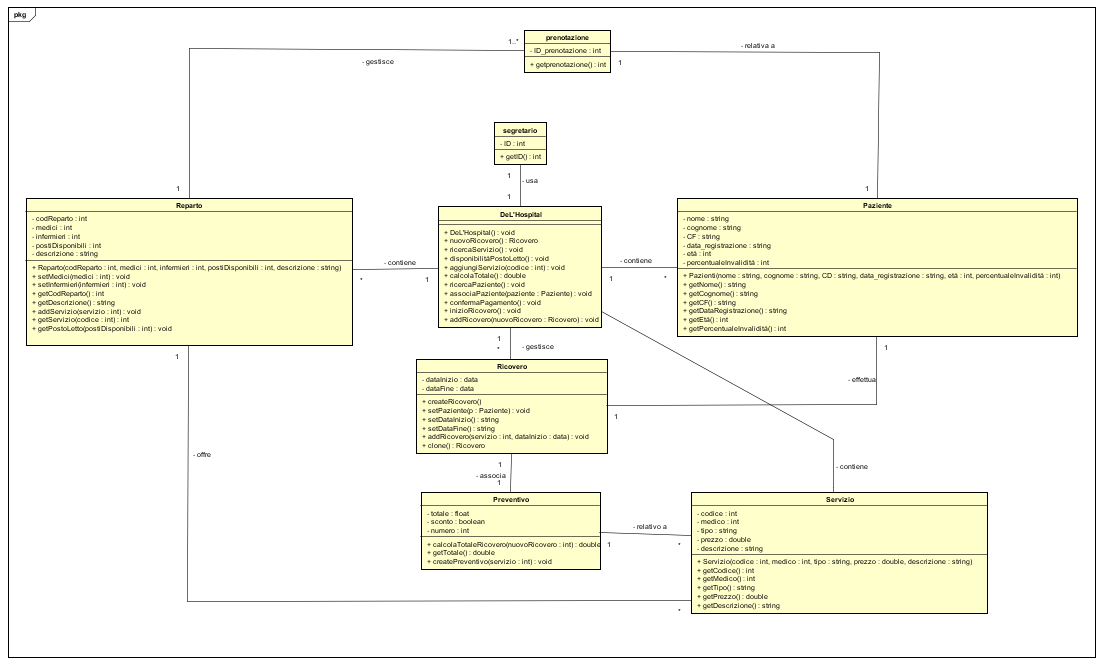 pkg
prenotazione
- ID_prenotazione : int
+ getprenotazione() : int
1..*
- gestisce
- relativa a
1
segretario
- ID : int
+ getID() : int
1
- usa
1
1
1
Reparto
- codReparto : int
- medici : int
- infermieri : int
- postiDisponibili : int
- descrizione : string
+ Reparto(codReparto : int, medici : int, infermieri : int, postiDisponibili : int, descrizione : string)
+ setMedici(medici : int) : void
+ setInfermieri(infermieri : int) : void
+ getCodReparto() : int
+ getDescrizione() : string
+ addServizio(servizio : int) : void
+ getServizio(codice : int) : int
+ getPostoLetto(postiDisponibili : int) : void
- contiene
*
1
DeL'Hospital
+ DeL'Hospital() : void
+ nuovoRicovero() : Ricovero
+ ricercaServizio() : void
+ disponibilitàPostoLetto() : void
+ aggiungiServizio(codice : int) : void
+ calcolaTotale() : double
+ ricercaPaziente() : void
+ associaPaziente(paziente : Paziente) : void
+ confermaPagamento() : void
+ inizioRicovero() : void
+ addRicovero(nuovoRicovero : Ricovero) : void
- contiene
1
*
Paziente
- nome : string
- cognome : string
- CF : string
- data_registrazione : string
- età : int
- percentualeInvalidità : int
+ Pazienti(nome : string, cognome : string, CD : string, data_registrazione : string, età : int, percentualeInvalidità : int)
+ getNome() : string
+ getCognome() : string
+ getCF() : string
+ getDataRegistrazione() : string
+ getEtà() : int
+ getPercentualeInvalidità() : int
1
*
- gestisce
1
1
- effettua
1
Ricovero
- dataInizio : data
- dataFine : data
+ createRicovero()
+ setPaziente(p : Paziente) : void
+ setDataInizio() : string
+ setDataFine() : string
+ addRicovero(servizio : int, dataInizio : data) : void
+ clone() : Ricovero
- offre
1
- associa
1
- contiene
Preventivo
- totale : float
- sconto : boolean
- numero : int
+ calcolaTotaleRicovero(nuovoRicovero : int) : double
+ getTotale() : double
+ createPreventivo(servizio : int) : void
- relativo a
1
*
Servizio
- codice : int
- medico : int
- tipo : string
- prezzo : double
- descrizione : string
+ Servizio(codice : int, medico : int, tipo : string, prezzo : double, descrizione : string)
+ getCodice() : int
+ getMedico() : int
+ getTipo() : string
+ getPrezzo() : double
+ getDescrizione() : string
*